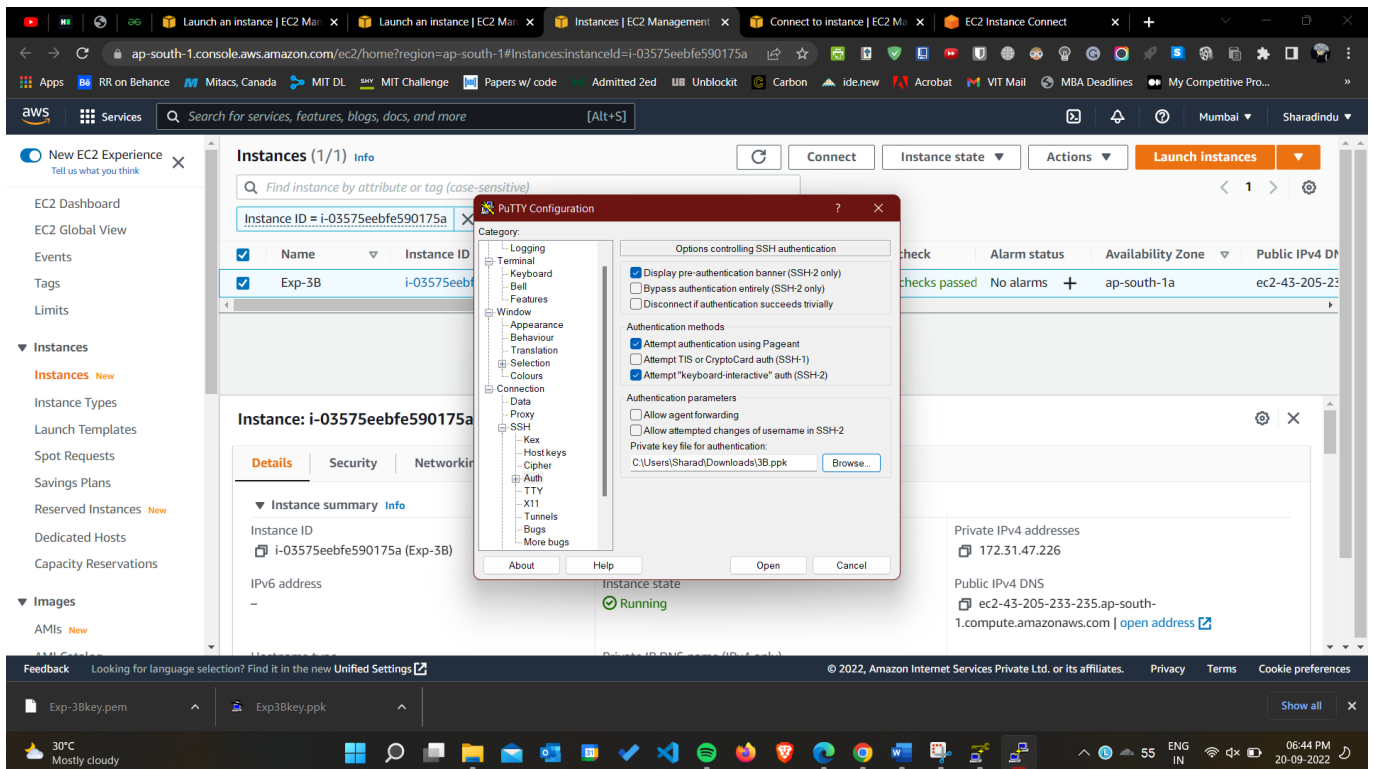 Launch an instance | EC2 Man
Launch an instance | EC2 Man
Instances | EC2 Management
Connect to instance | EC2 Ma
EC2 Instance Connect
ap-south-1.console.aws.amazon.com/ec2/home?region=ap-south-1#Instances:instanceId=i-03575eebfe590175a
Apps
Bē RR on Behance
Mitacs, Canada
MIT DL
SHY MIT Challenge
Papers w/ code
Admitted 2ed
UB Unblockit
Carbon
ide.new
Acrobat
VIT Mail
MBA Deadlines
My Competitive Pro...
»
aws
Services
Search for services, features, blogs, docs, and more
[Alt+S]
Mumbai ▼
Sharadindu ▼
New EC2 Experience
Tell us what you think
EC2 Dashboard
EC2 Global View
Events
Tags
Limits
Instances
Instances New
Instance Types
Launch Templates
Spot Requests
Savings Plans
Reserved Instances New
Dedicated Hosts
Capacity Reservations
Images
AMIs New
AMI Catalog
Instances (1/1) Info
Connect
Instance state ▼
Actions ▼
Launch instances
Find instance by attribute or tag (case-sensitive)
1
Instance ID = i-03575eebfe590175a
Name
Instance ID
check
Alarm status
Availability Zone
Public IPv4 DN
Exp-3B
i-03575eebf
checks passed
No alarms +
ap-south-1a
ec2-43-205-23
PuTTY Configuration
?
Category:
Logging
Terminal
Keyboard
Bell
Features
Window
Appearance
Behaviour
Translation
Selection
Colours
Connection
Data
Proxy
SSH
Kex
Host keys
Cipher
Auth
TTY
X11
Tunnels
Bugs
More bugs
Options controlling SSH authentication
Display pre-authentication banner (SSH-2 only)
Bypass authentication entirely (SSH-2 only)
Disconnect if authentication succeeds trivially
Authentication methods
Attempt authentication using Pageant
Attempt TIS or CryptoCard auth (SSH-1)
Attempt "keyboard-interactive" auth (SSH-2)
Authentication parameters
Allow agent forwarding
Allow attempted changes of username in SSH-2
Private key file for authentication:
C:\Users\Sharad\Downloads\3B.ppk
Browse...
About
Help
Open
Cancel
Instance: i-03575eebfe590175a
Details
Security
Networkin
Instance summary Info
Instance ID
i-03575eebfe590175a (Exp-3B)
Private IPv4 addresses
172.31.47.226
IPv6 address
–
Instance state
Running
Public IPv4 DNS
ec2-43-205-233-235.ap-south-
1.compute.amazonaws.com | open address
Hostname type
Private IP DNS name (IPv4 only)
Feedback
Looking for language selection? Find it in the new Unified Settings
© 2022, Amazon Internet Services Private Ltd. or its affiliates.
Privacy
Terms
Cookie preferences
Exp-3Bkey.pem
Exp3Bkey.ppk
Show all
30°C
Mostly cloudy
55
ENG
IN
06:44 PM
20-09-2022